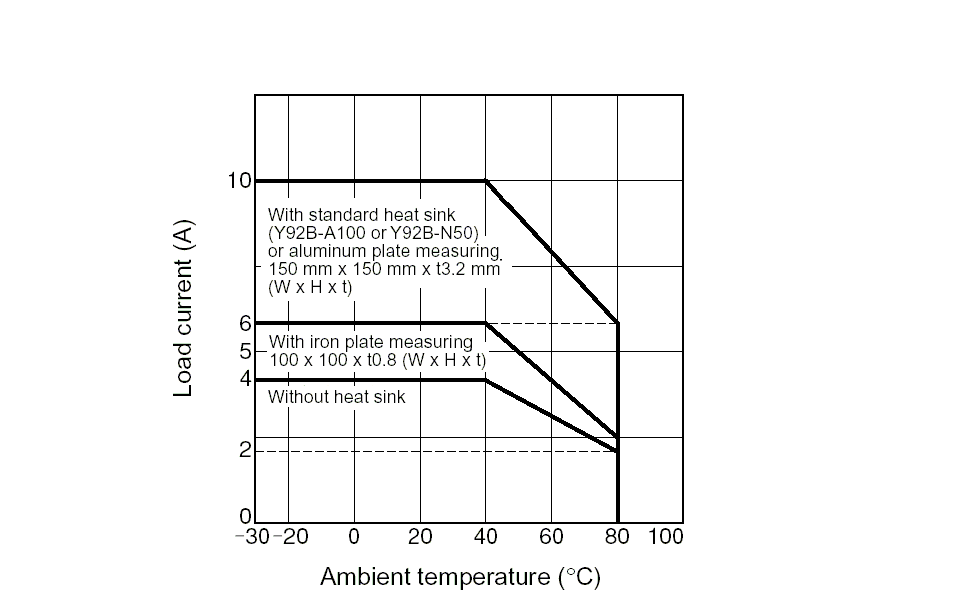 10
With standard heat sink
(Y92B-A100 or Y92B-N50)
or aluminum plate measuring.
150 mm x 150 mm x t3.2 mm
(W x H x t)
6
With iron plate measuring
5
100 x 100 x t0.8 (W x H x t)
4
Without heat sink
2
0
Load current (A)
−30 −20 0 20 40 60 80 100
Ambient temperature (°C)